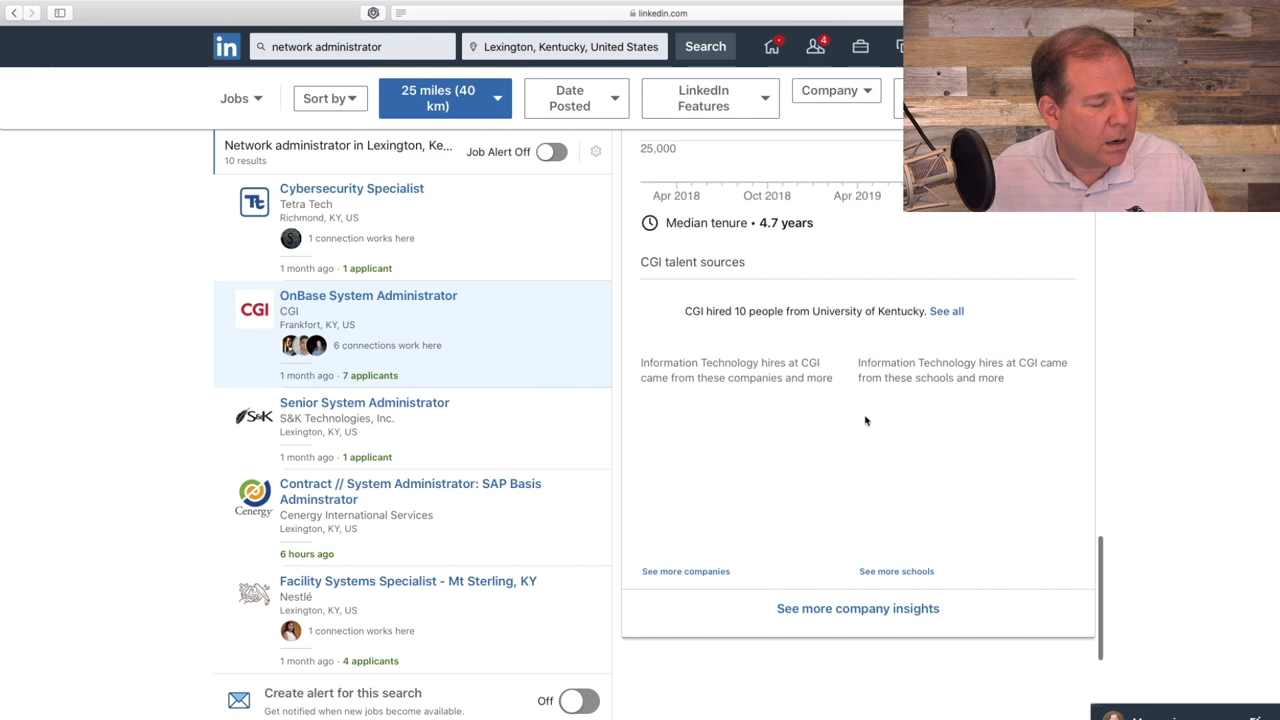 linkedin.com
in
network administrator
Lexington, Kentucky, United States
Search
4
Jobs
Sort by
25 miles (40
km)
Date
Posted
LinkedIn
Features
Company
Network administrator in Lexington, Ke...
10 results
Job Alert Off
Cybersecurity Specialist
Tetra Tech
Richmond, KY, US
1 connection works here
1 month ago · 1 applicant
CGI
OnBase System Administrator
CGI
Frankfort, KY, US
6 connections work here
1 month ago · 7 applicants
S&K
Senior System Administrator
S&K Technologies, Inc.
Lexington, KY, US
1 month ago · 1 applicant
Cenergy
Contract // System Administrator: SAP Basis
Adminstrator
Cenergy International Services
Lexington, KY, US
6 hours ago
Facility Systems Specialist - Mt Sterling, KY
Nestlé
Lexington, KY, US
1 connection works here
1 month ago · 4 applicants
Create alert for this search
Get notified when new jobs become available.
Off
25,000
Apr 2018
Oct 2018
Apr 2019
Median tenure • 4.7 years
CGI talent sources
CGI hired 10 people from University of Kentucky. See all
Information Technology hires at CGI
came from these companies and more
Information Technology hires at CGI came
from these schools and more
See more companies
See more schools
See more company insights